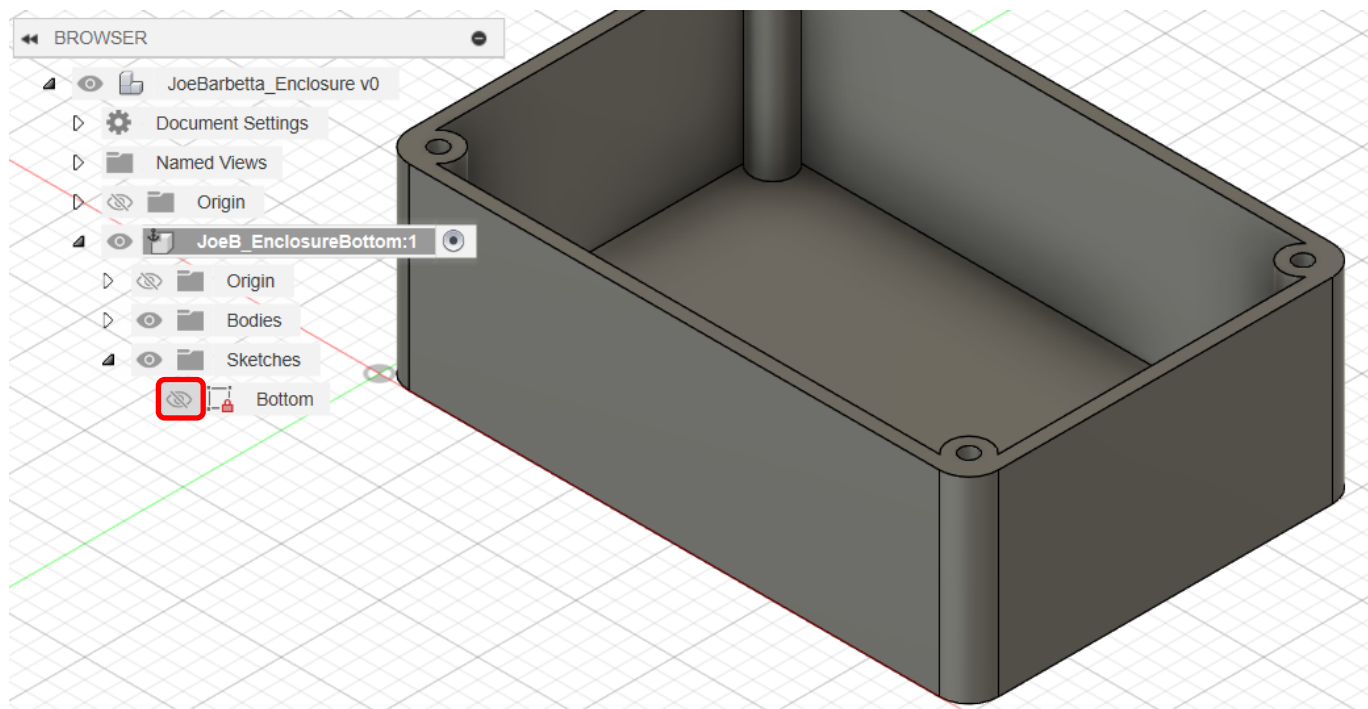 BROWSER
JoeBarbetta_Enclosure v0
Document Settings
Named Views
Origin
JoeB_EnclosureBottom:1
Origin
Bodies
Sketches
Bottom